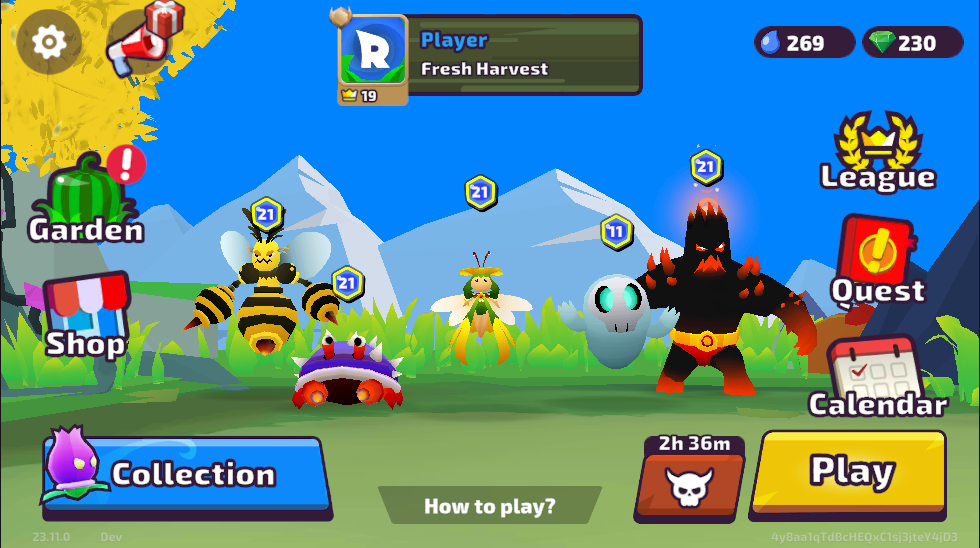 R
Player
Fresh Harvest
19
269
230
League
Garden
!
21
21
21
11
21
Quest
Shop
Calendar
Collection
How to play?
2h 36m
Play
23.11.0 Dev